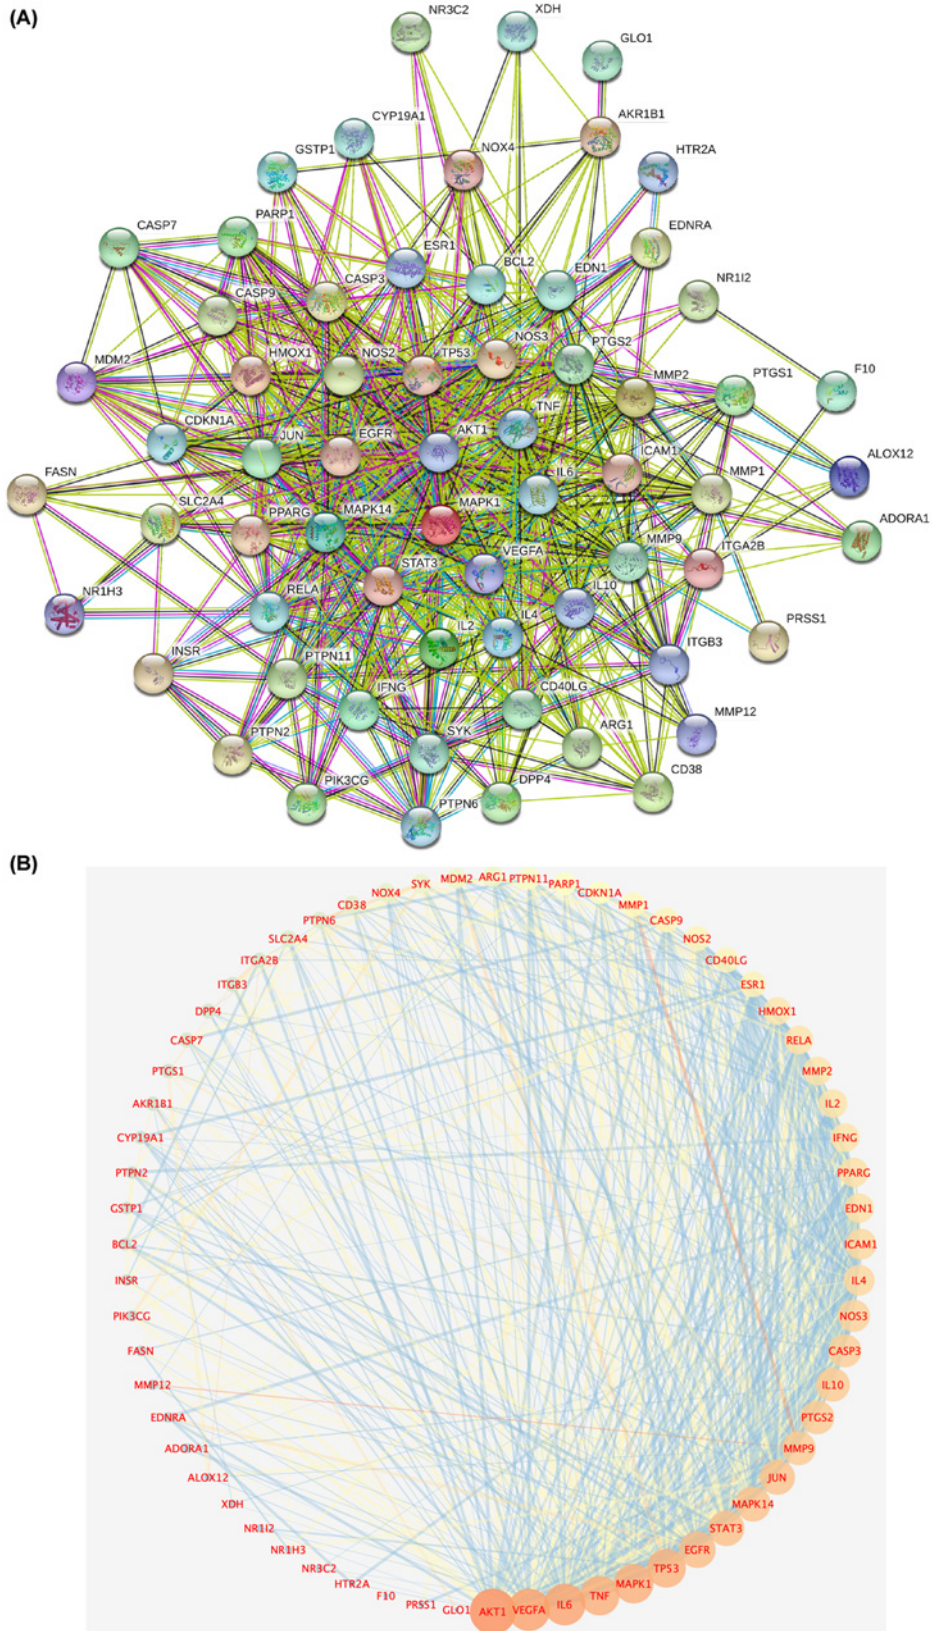 (A)
NR3C2
XDH
GLO1
CYP19A1
AKR1B1
GSTP1
NOX4
HTR2A
PARP1
CASP7
ESR1
EDNRA
BCL2
EDN1
CASP3
NR1I2
CASP9
NOS3
PTGS2
HMOX1
NOS2
TP53
MDM2
F10
MMP2
PTGS1
TNF
CDKN1A
JUN
EGFR
AKT1
ICAM1
ALOX12
FASN
IL6
MMP1
SLC2A4
PPARG
MAPK14
MAPK1
ADORA1
MMP9
ITGA2B
STAT3
VEGFA
NR1H3
RELA
IL10
IL4
PRSS1
IL2
ITGB3
INSR
PTPN11
IFNG
CD40LG
MMP12
PTPN2
SYK
ARG1
CD38
PIK3CG
DPP4
PTPN6
(B)
ARG1
PTPN11
MDM2
PARP1
SYK
CDKN1A
NOX4
MMP1
CD38
CASP9
PTPN6
NOS2
SLC2A4
CD40LG
ITGA2B
ESR1
ITGB3
HMOX1
DPP4
RELA
CASP7
MMP2
PTGS1
IL2
AKR1B1
IFNG
CYP19A1
PPARG
PTPN2
EDN1
GSTP1
ICAM1
BCL2
IL4
INSR
NOS3
PIK3CG
CASP3
FASN
IL10
MMP12
PTGS2
EDNRA
MMP9
ADORA1
JUN
ALOX12
MAPK14
XDH
STAT3
NR1I2
EGFR
NR1H3
TP53
NR3C2
MAPK1
HTR2A
TNF
F10
IL6
PRSS1
VEGFA
GLO1
AKT1